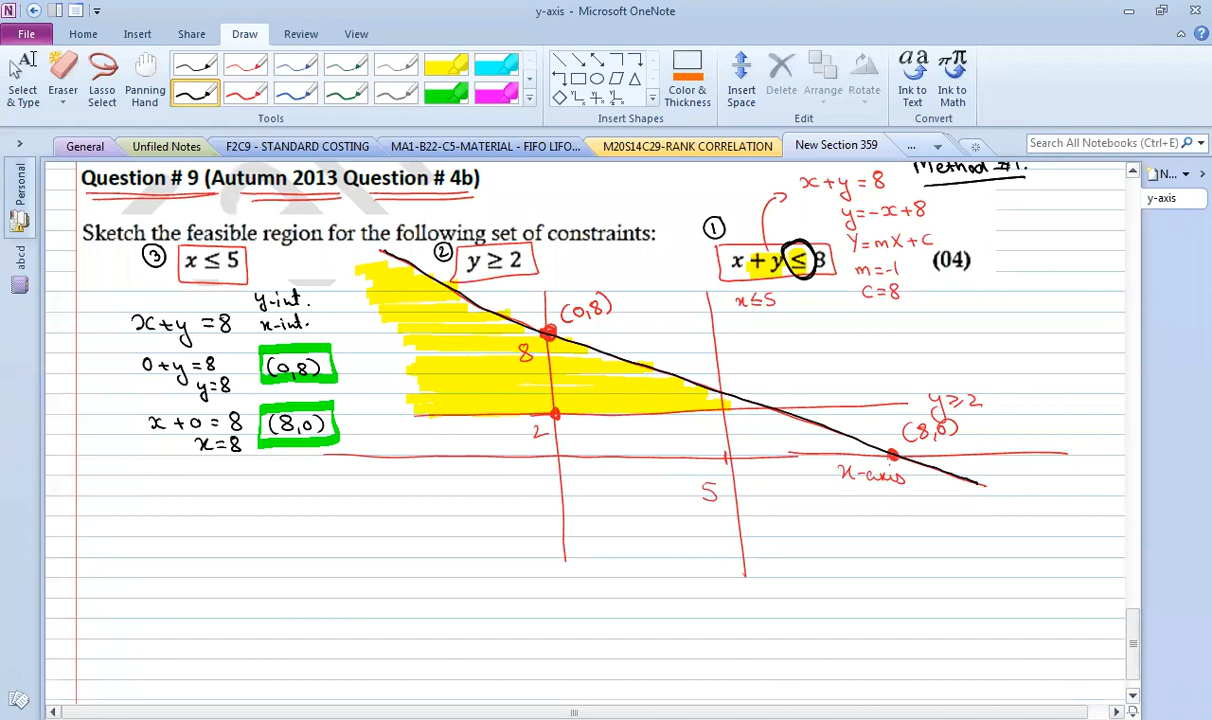 y-axis - Microsoft OneNote
File Home Insert Share Draw Review View
Select & Type
Eraser
Lasso Select
Panning Hand
Color & Thickness
Insert Space
Delete
Arrange
Rotate
Ink to Text
Ink to Math
Tools
Insert Shapes
Edit
Convert
General
Unfiled Notes
F2C9 - STANDARD COSTING
MA1-B22-C5-MATERIAL - FIFO LIFO...
M20S14C29-RANK CORRELATION
New Section 359
...
Search All Notebooks (Ctrl+E)
Personal
abcd
N...
y-axis
Method #1.
Question # 9 (Autumn 2013 Question # 4b)
x+y=8
y=-x+8
Y=mX+C
m=-1
C=8
Sketch the feasible region for the following set of constraints:
③ x ≤ 5
② y ≥ 2
① x + y ≤ 8
(04)
x≤5
y-int.
x-int.
x+y=8
0+y=8
y=8
(0,8)
x+0=8
x=8
(8,0)
(0,8)
8
2
y≥2
(8,0)
x-axis
5